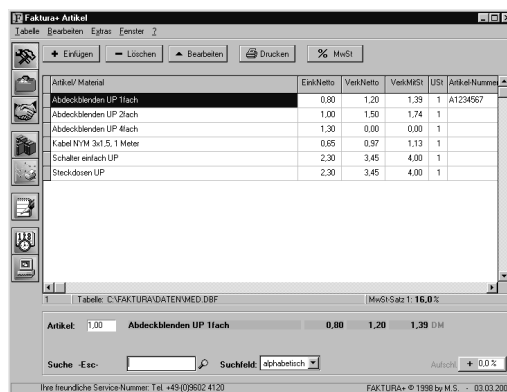 Faktura+ Artikel
Tabelle Bearbeiten Extras Fenster ?
+ Einfügen − Löschen ▲ Bearbeiten Drucken % MwSt
Artikel/ Material EinkNetto VerkNetto VerkMitSt USt Artikel-Nummer
Abdeckblenden UP 1fach 0,80 1,20 1,39 1 A1234567
Abdeckblenden UP 2fach 1,00 1,50 1,74 1
Abdeckblenden UP 4fach 1,30 0,00 0,00 1
Kabel NYM 3x1,5, 1 Meter 0,65 0,97 1,13 1
Schalter einfach UP 2,30 3,45 4,00 1
Steckdosen UP 2,30 3,45 4,00 1
1 Tabelle: C:\FAKTURA\DATEN\MED.DBF MwSt-Satz 1: 16,0 %
Artikel: 1,00 Abdeckblenden UP 1fach 0,80 1,20 1,39 DM
Suche -Esc- Suchfeld: alphabetisch Aufschl. + 0,0 %
Ihre freundliche Service-Nummer: Tel. +49-(0)9602 4120 FAKTURA+ © 1998 by M.S. - 03.03.200